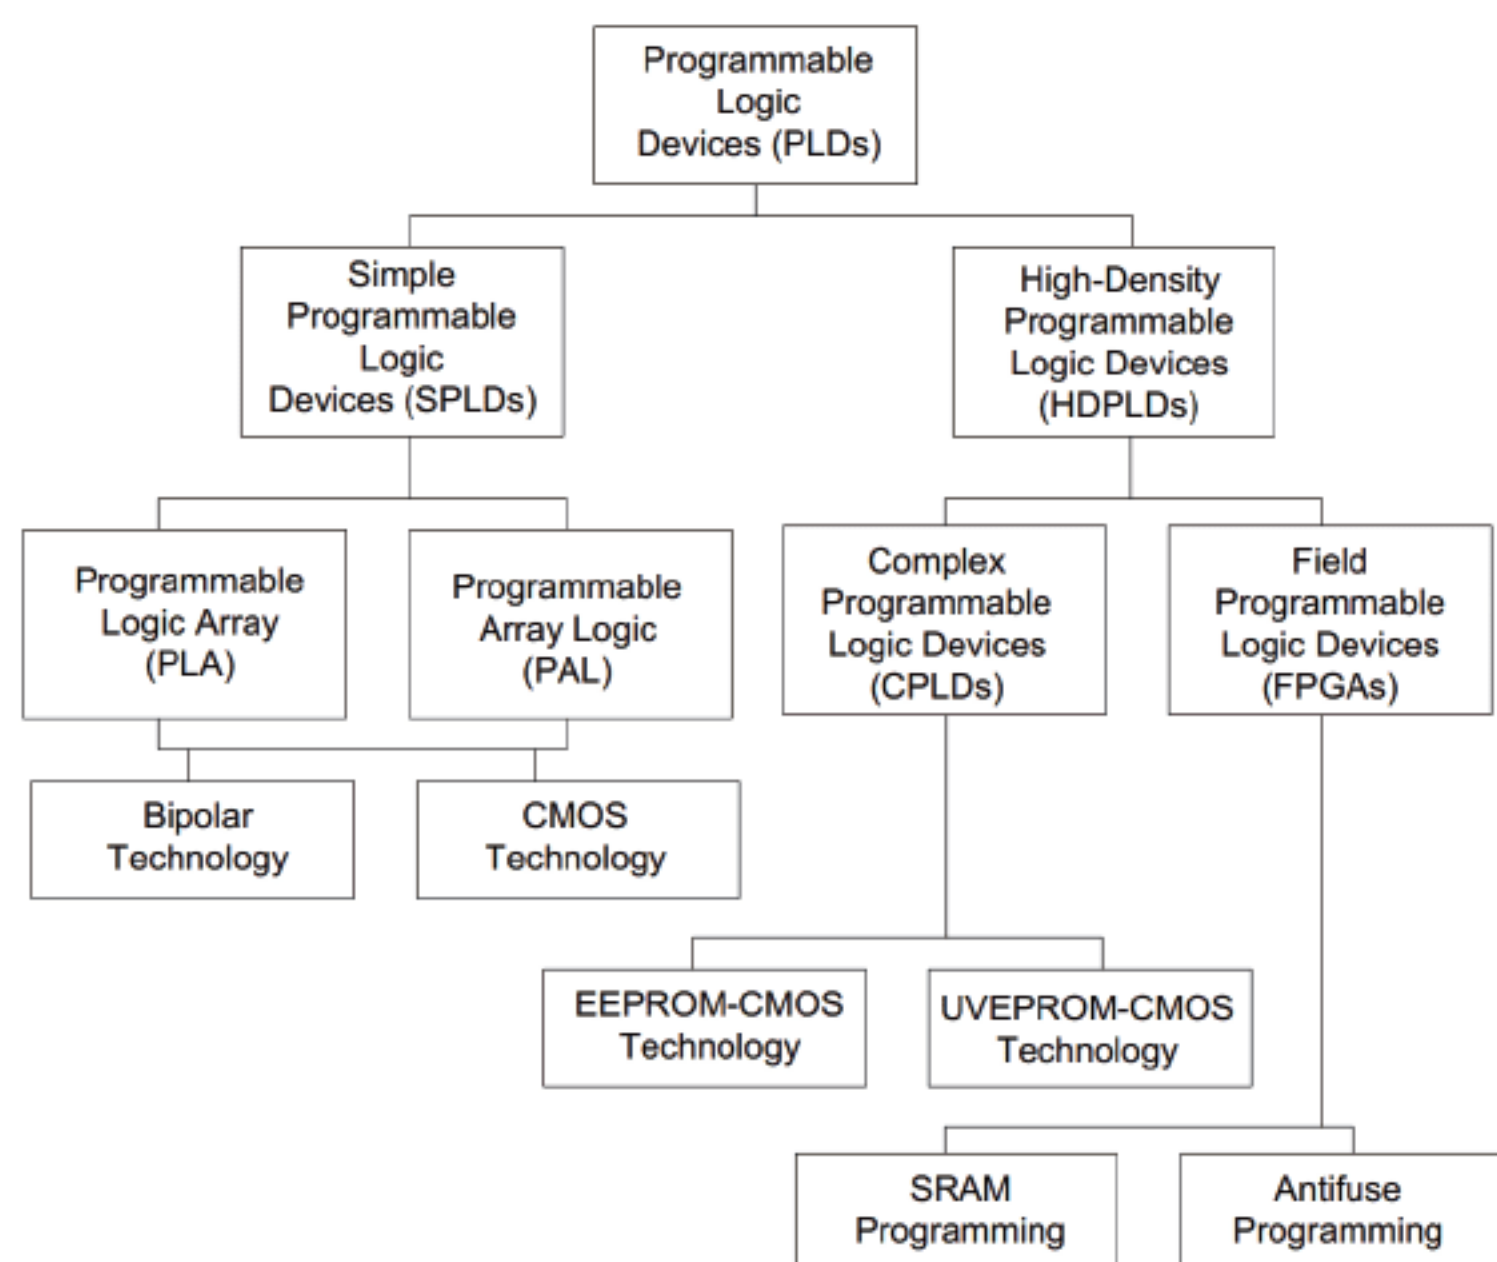 Programmable
Logic
Devices (PLDs)
Simple
Programmable
Logic
Devices (SPLDs)
High-Density
Programmable
Logic Devices
(HDPLDs)
Programmable
Logic Array
(PLA)
Programmable
Array Logic
(PAL)
Complex
Programmable
Logic Devices
(CPLDs)
Field
Programmable
Logic Devices
(FPGAs)
Bipolar
Technology
CMOS
Technology
EEPROM-CMOS
Technology
UVEPROM-CMOS
Technology
SRAM
Programming
Antifuse
Programming